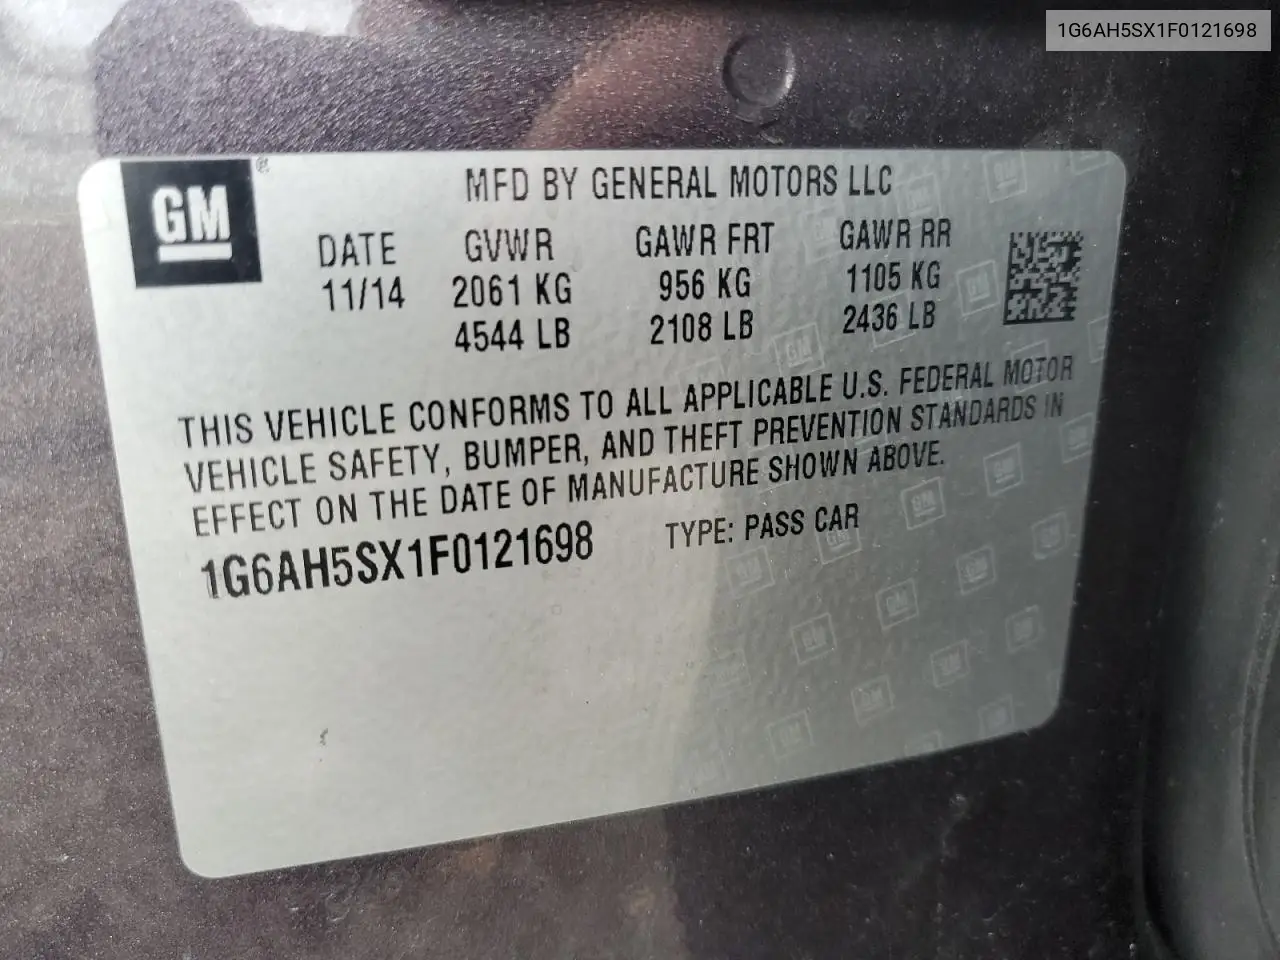 1G6AH5SX1F0121698
GM ®
MFD BY GENERAL MOTORS LLC
DATE GVWR GAWR FRT GAWR RR
11/14 2061 KG 956 KG 1105 KG
4544 LB 2108 LB 2436 LB
THIS VEHICLE CONFORMS TO ALL APPLICABLE U.S. FEDERAL MOTOR
VEHICLE SAFETY, BUMPER, AND THEFT PREVENTION STANDARDS IN
EFFECT ON THE DATE OF MANUFACTURE SHOWN ABOVE.
1G6AH5SX1F0121698 TYPE: PASS CAR